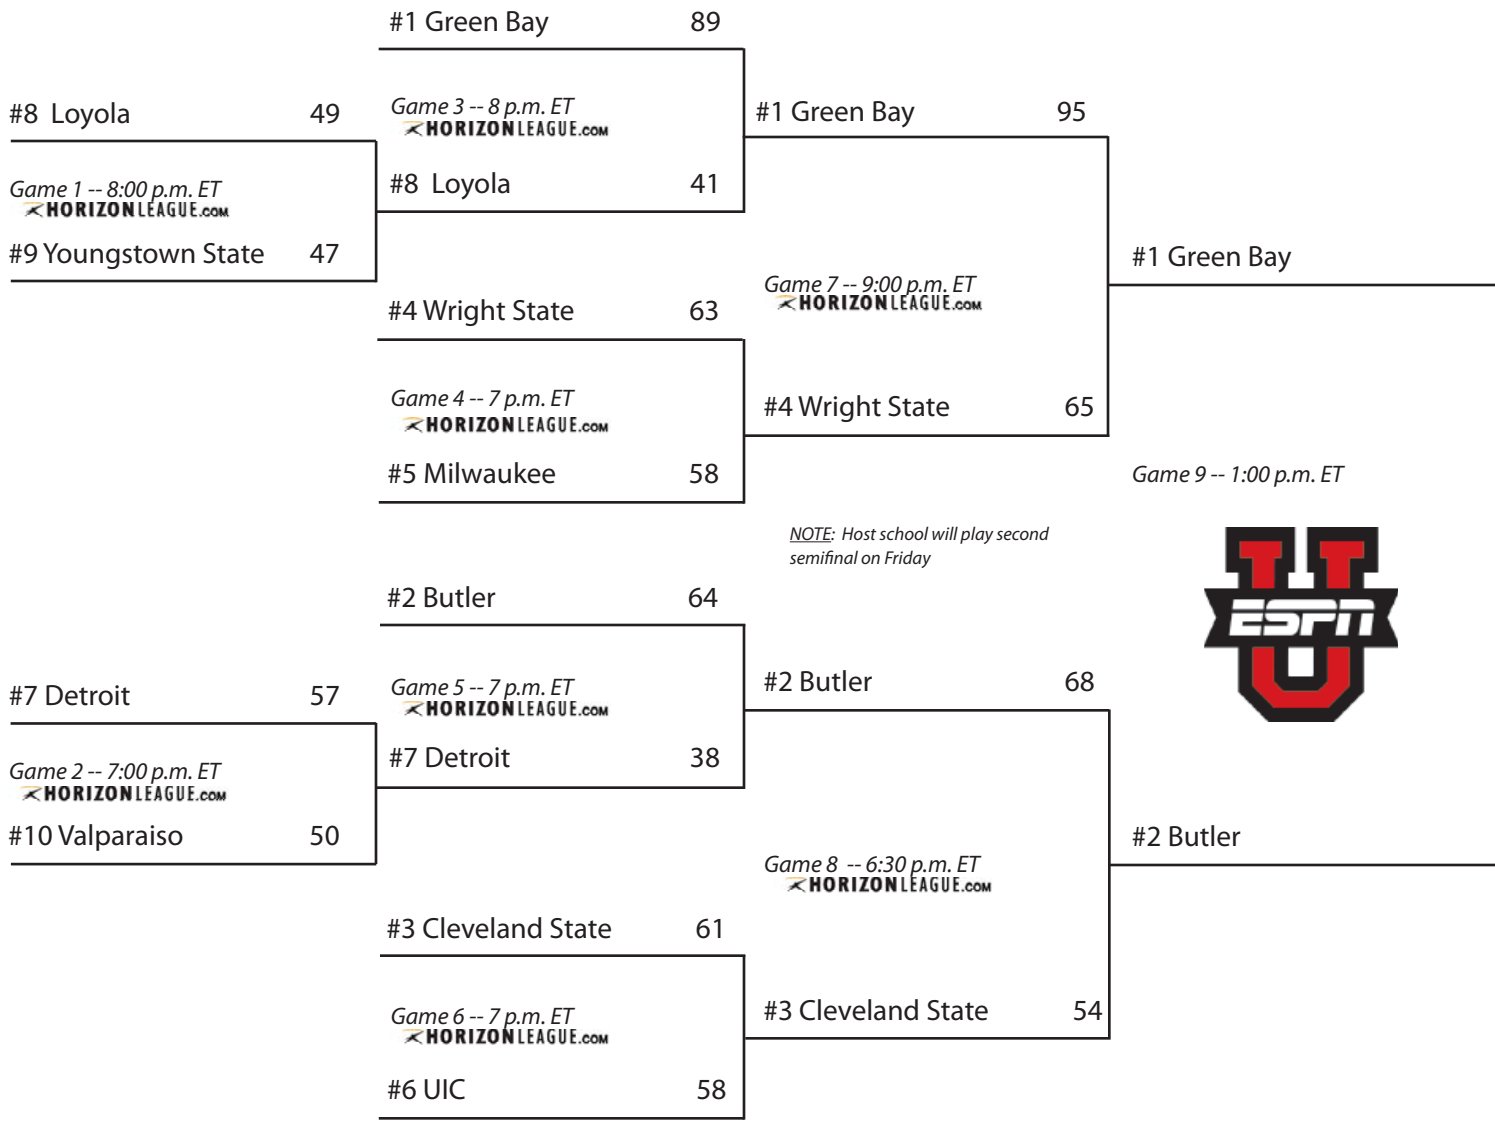 #1 Green Bay 89
#8 Loyola 49
Game 3 -- 8 p.m. ET
HORIZONLEAGUE.COM
#1 Green Bay 95
Game 1 -- 8:00 p.m. ET
HORIZONLEAGUE.COM
#8 Loyola 41
#9 Youngstown State 47
#1 Green Bay
Game 7 -- 9:00 p.m. ET
HORIZONLEAGUE.COM
#4 Wright State 63
Game 4 -- 7 p.m. ET
HORIZONLEAGUE.COM
#4 Wright State 65
#5 Milwaukee 58
Game 9 -- 1:00 p.m. ET
NOTE: Host school will play second
semifinal on Friday
U
ESPN
#2 Butler 64
#7 Detroit 57
Game 5 -- 7 p.m. ET
HORIZONLEAGUE.COM
#2 Butler 68
#7 Detroit 38
Game 2 -- 7:00 p.m. ET
HORIZONLEAGUE.COM
#10 Valparaiso 50
#2 Butler
Game 8 -- 6:30 p.m. ET
HORIZONLEAGUE.COM
#3 Cleveland State 61
Game 6 -- 7 p.m. ET
HORIZONLEAGUE.COM
#3 Cleveland State 54
#6 UIC 58